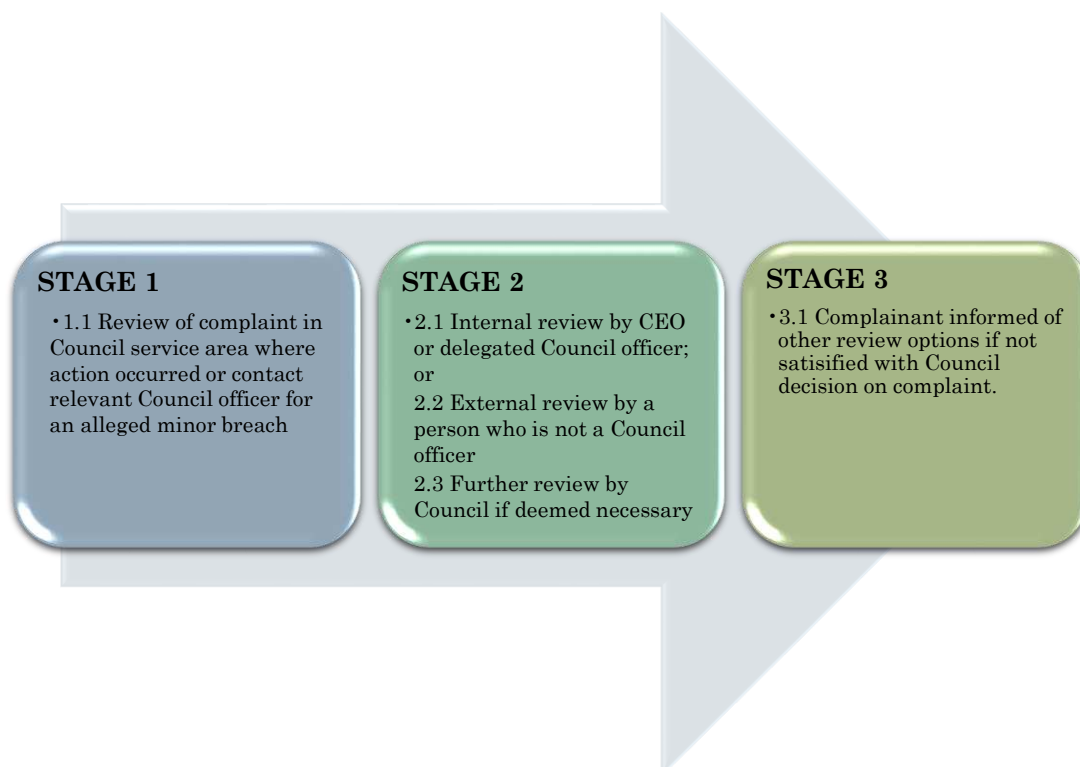 STAGE 1
•1.1 Review of complaint in
Council service area where
action occurred or contact
relevant Council officer for
an alleged minor breach
STAGE 2
•2.1 Internal review by CEO
or delegated Council officer;
or
2.2 External review by a
person who is not a Council
officer
2.3 Further review by
Council if deemed necessary
STAGE 3
•3.1 Complainant informed of
other review options if not
satisified with Council
decision on complaint.